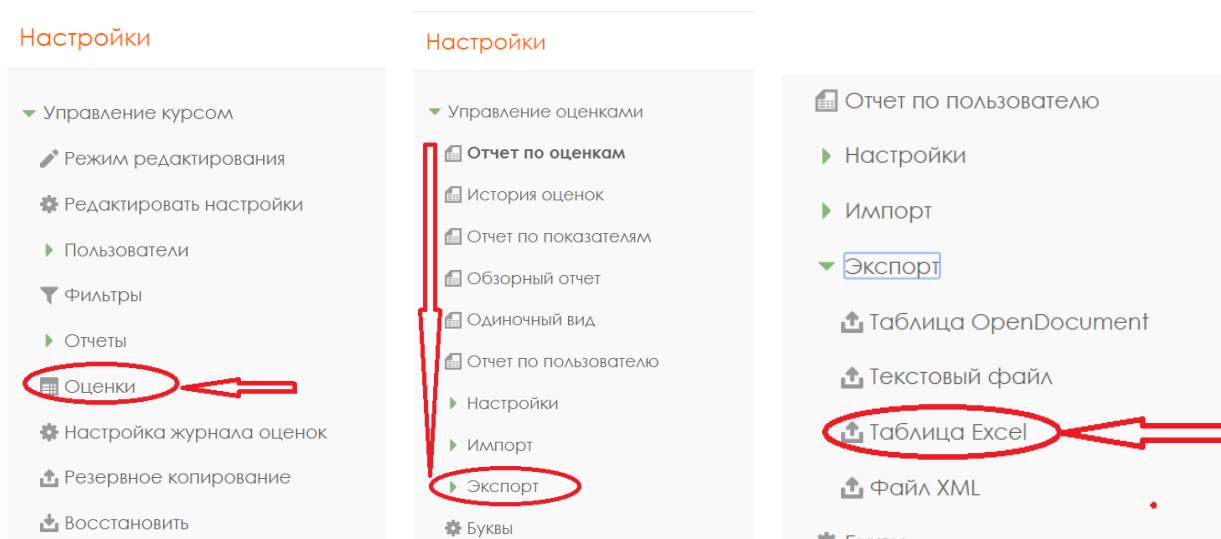 Настройки
Управление курсом
Режим редактирования
Редактировать настройки
Пользователи
Фильтры
Отчеты
Оценки
Настройка журнала оценок
Резервное копирование
Восстановить
Настройки
Управление оценками
Отчет по оценкам
История оценок
Отчет по показателям
Обзорный отчет
Одиночный вид
Отчет по пользователю
Настройки
Импорт
Экспорт
Буквы
Отчет по пользователю
Настройки
Импорт
Экспорт
Таблица OpenDocument
Текстовый файл
Таблица Excel
Файл XML